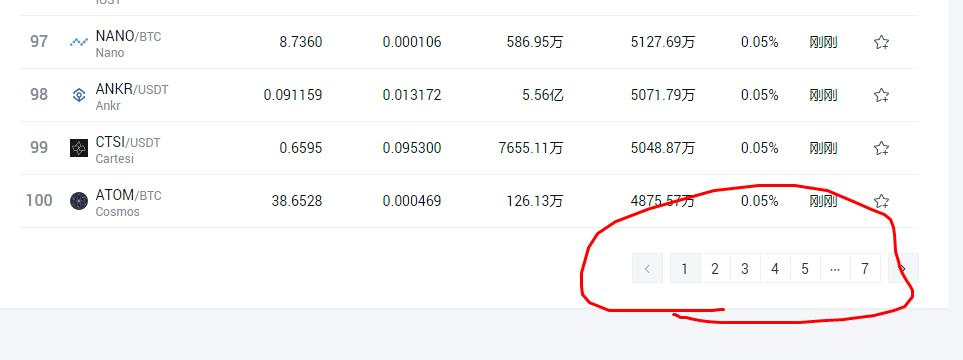 97 NANO/BTC 8.7360 0.000106 586.95万 5127.69万 0.05% 刚刚
Nano
98 ANKR/USDT 0.091159 0.013172 5.56亿 5071.79万 0.05% 刚刚
Ankr
99 CTSI/USDT 0.6595 0.095300 7655.11万 5048.87万 0.05% 刚刚
Cartesi
100 ATOM/BTC 38.6528 0.000469 126.13万 4875.57万 0.05% 刚刚
Cosmos
< 1 2 3 4 5 ··· 7 >